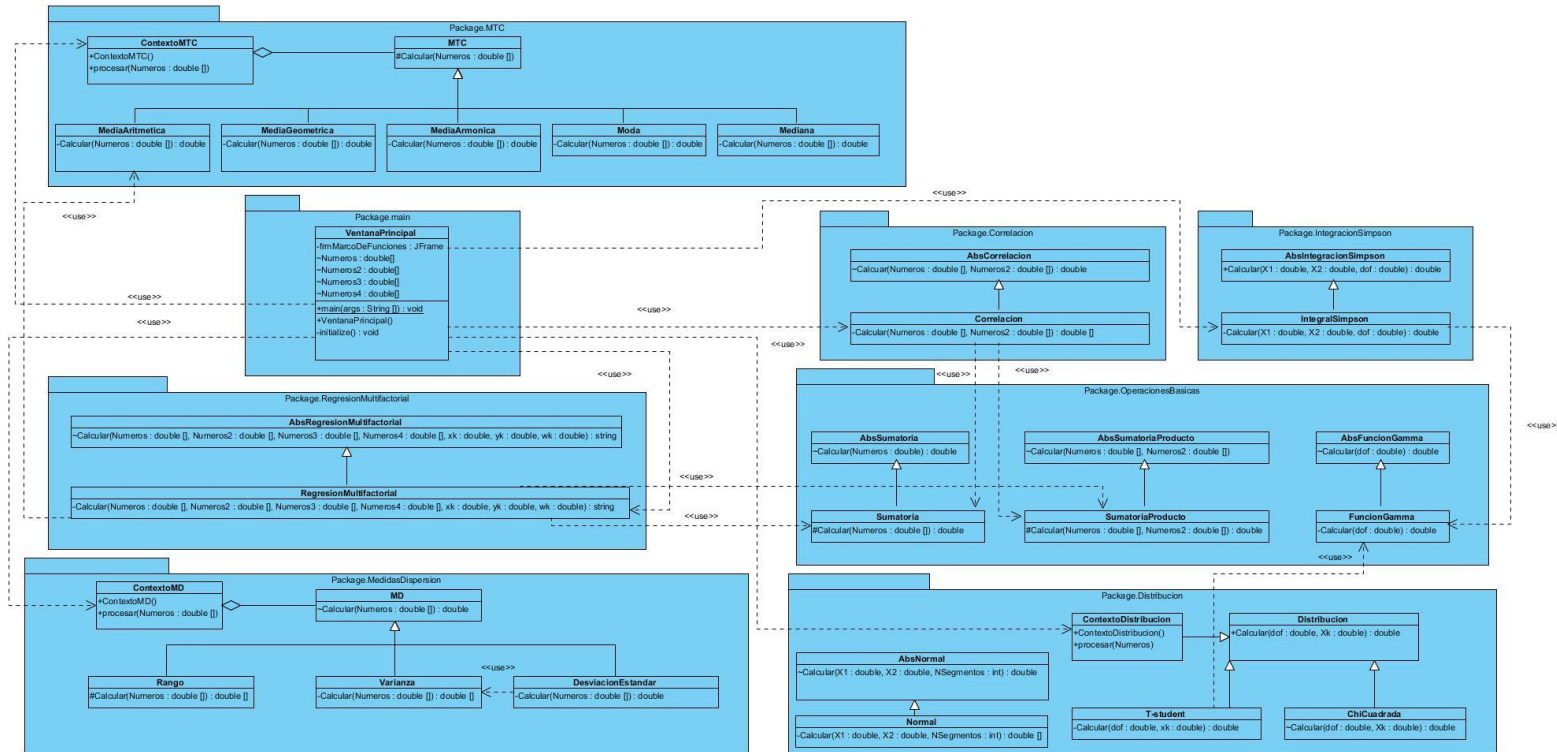 Package.MTC
ContextoMTC
+ContextoMTC()
+procesar(Numeros : double [])
MTC
#Calcular(Numeros : double [])
MediaAritmetica
-Calcular(Numeros : double []) : double
MediaGeometrica
-Calcular(Numeros : double []) : double
MediaArmonica
-Calcular(Numeros : double []) : double
Moda
-Calcular(Numeros : double []) : double
Mediana
-Calcular(Numeros : double []) : double
<<use>>
<<use>>
Package.main
VentanaPrincipal
-frmMarcoDeFunciones : JFrame
~Numeros : double[]
~Numeros2 : double[]
~Numeros3 : double[]
~Numeros4 : double[]
+main(args : String []) : void
+VentanaPrincipal()
-initialize() : void
<<use>>
<<use>>
<<use>>
<<use>>
<<use>>
Package.Correlacion
AbsCorrelacion
~Calcuar(Numeros : double [], Numeros2 : double []) : double
Correlacion
-Calcular(Numeros : double [], Numeros2 : double []) : double []
Package.IntegracionSimpson
AbsIntegracionSimpson
+Calcular(X1 : double, X2 : double, dof : double) : double
IntegralSimpson
-Calcular(X1 : double, X2 : double, dof : double) : double
<<use>>
<<use>>
<<use>
Package.RegresionMultifactorial
AbsRegresionMultifactorial
~Calcular(Numeros : double [], Numeros2 : double [], Numeros3 : double [], Numeros4 : double [], xk : double, yk : double, wk : double) : string
RegresionMultifactorial
-Calcular(Numeros : double [], Numeros2 : double [], Numeros3 : double [], Numeros4 : double [], xk : double, yk : double, wk : double) : string
<<use>>
<<use>>
Package.OperacionesBasicas
AbsSumatoria
~Calcular(Numeros : double) : double
AbsSumatoriaProducto
~Calcular(Numeros : double [], Numeros2 : double [])
AbsFuncionGamma
~Calcular(dof : double) : double
Sumatoria
#Calcular(Numeros : double []) : double
SumatoriaProducto
#Calcular(Numeros : double [], Numeros2 : double []) : double
FuncionGamma
-Calcular(dof : double) : double
<<use>>
Package.MedidasDispersion
ContextoMD
+ContextoMD()
+procesar(Numeros : double [])
MD
~Calcular(Numeros : double []) : double
<<use>>
Rango
#Calcular(Numeros : double []) : double []
Varianza
-Calcular(Numeros : double []) : double []
DesviacionEstandar
-Calcular(Numeros : double []) : double
Package.Distribucion
ContextoDistribucion
+ContextoDistribucion()
+procesar(Numeros)
Distribucion
+Calcular(dof : double, Xk : double) : double
AbsNormal
~Calcular(X1 : double, X2 : double, NSegmentos : int) : double
Normal
-Calcular(X1 : double, X2 : double, NSegmentos : int) : double []
T-student
-Calcular(dof : double, xk : double) : double
ChiCuadrada
~Calcular(dof : double, Xk : double) : double